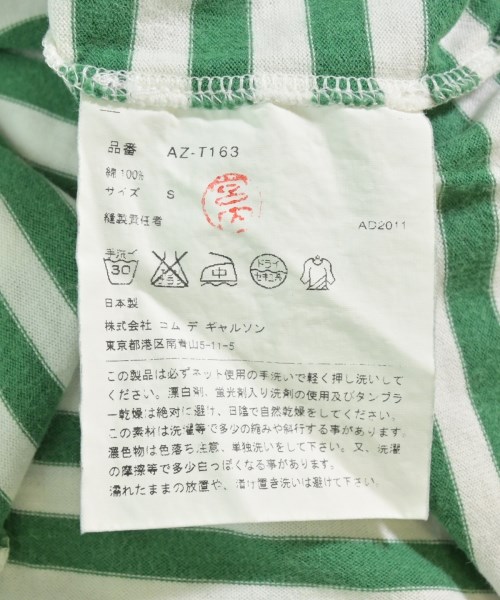 品番 AZ-T163
綿 100%
サイズ S
宮内
縫製責任者
AD2011
手洗イ
30
中
ドライ
セキユ系
日本製
株式会社 コム デ ギャルソン
東京都港区南青山5-11-5
この製品は必ずネット使用の手洗いで軽く押し洗いして
ください。漂白剤、蛍光剤入り洗剤の使用及びタンブラ
ー乾燥は絶対に避け、日陰で自然乾燥をしてください。
この素材は洗濯等で多少の縮みや斜行する事があります。
濃色物は色落ち注意、単独洗いをして下さい。又、洗濯
の摩擦等で多少白っぽくなる事があります。
濡れたままの放置や、漬け置き洗いは避けて下さい。